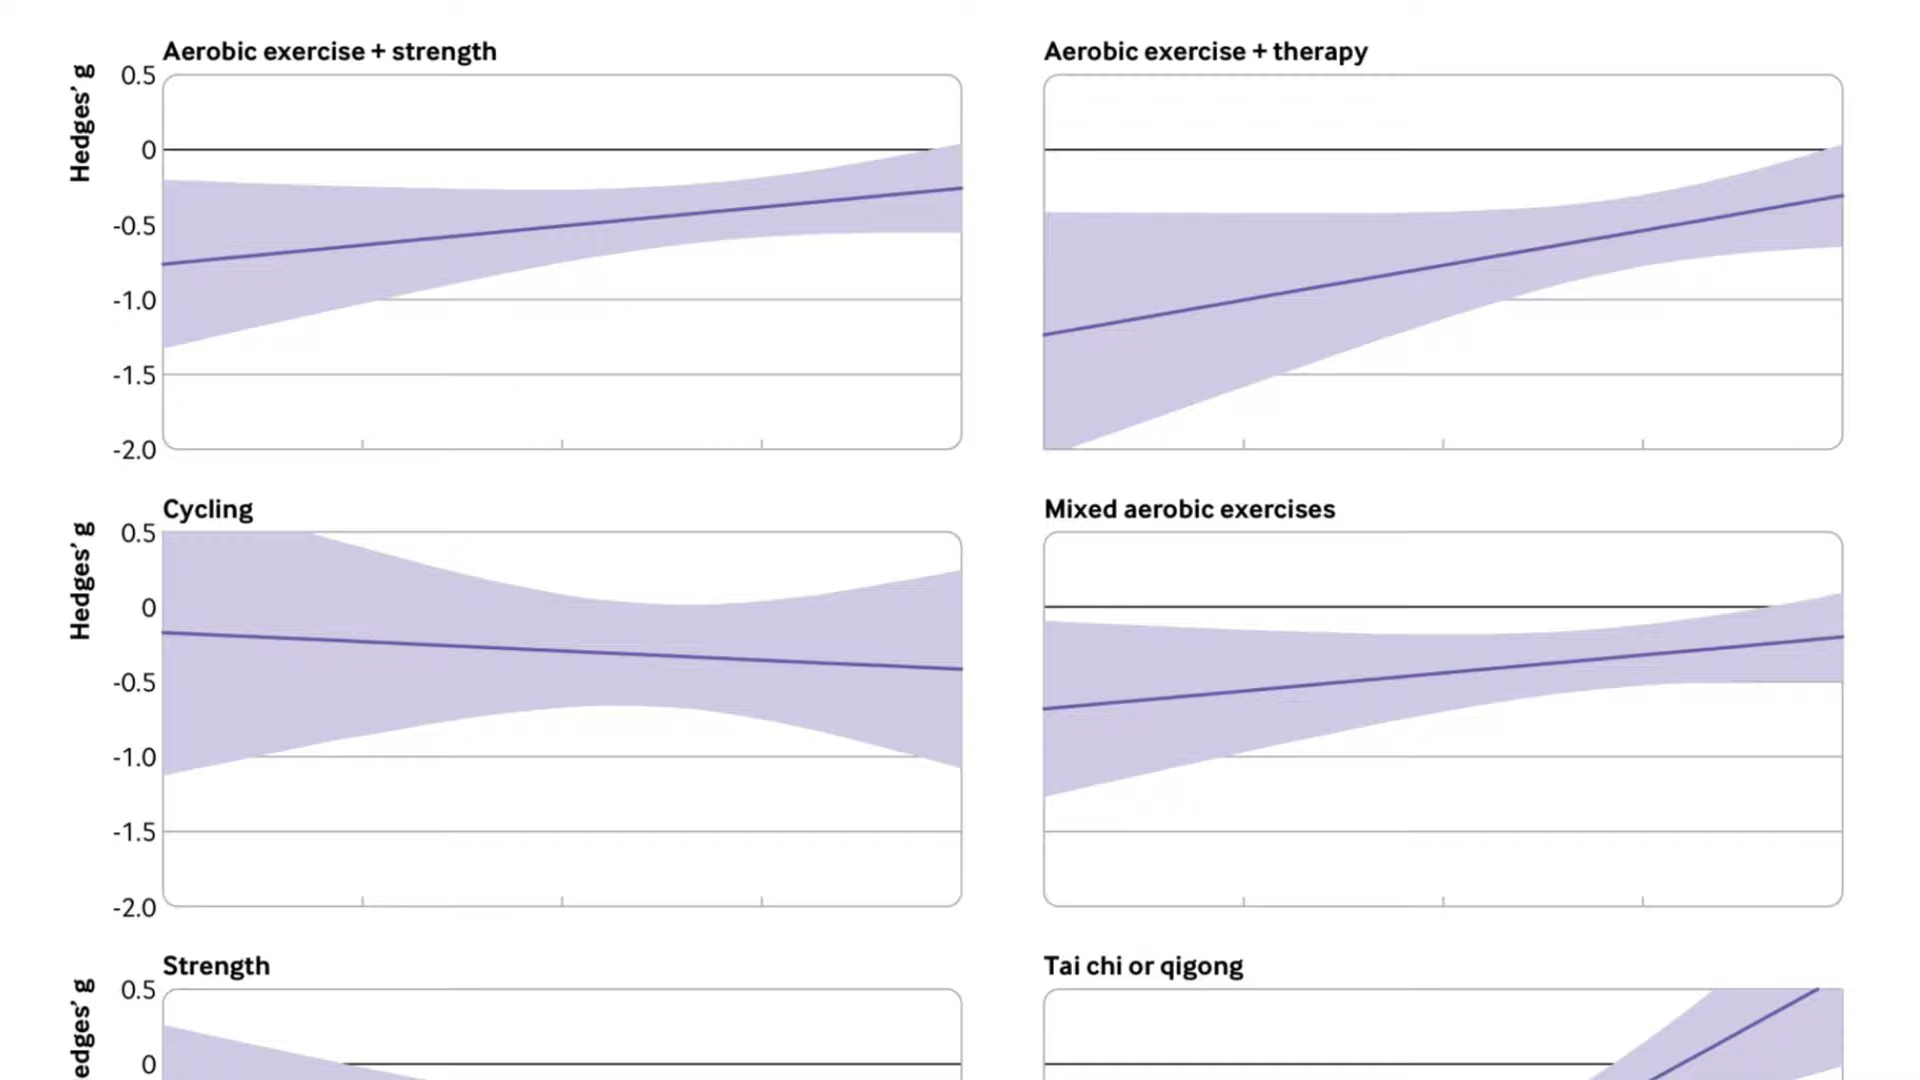 Aerobic exercise + strength
Aerobic exercise + therapy
Hedges' g
0.5
0
-0.5
-1.0
-1.5
-2.0
Cycling
Mixed aerobic exercises
Hedges' g
0.5
0
-0.5
-1.0
-1.5
-2.0
Strength
Tai chi or qigong
edges' g
0.5
0